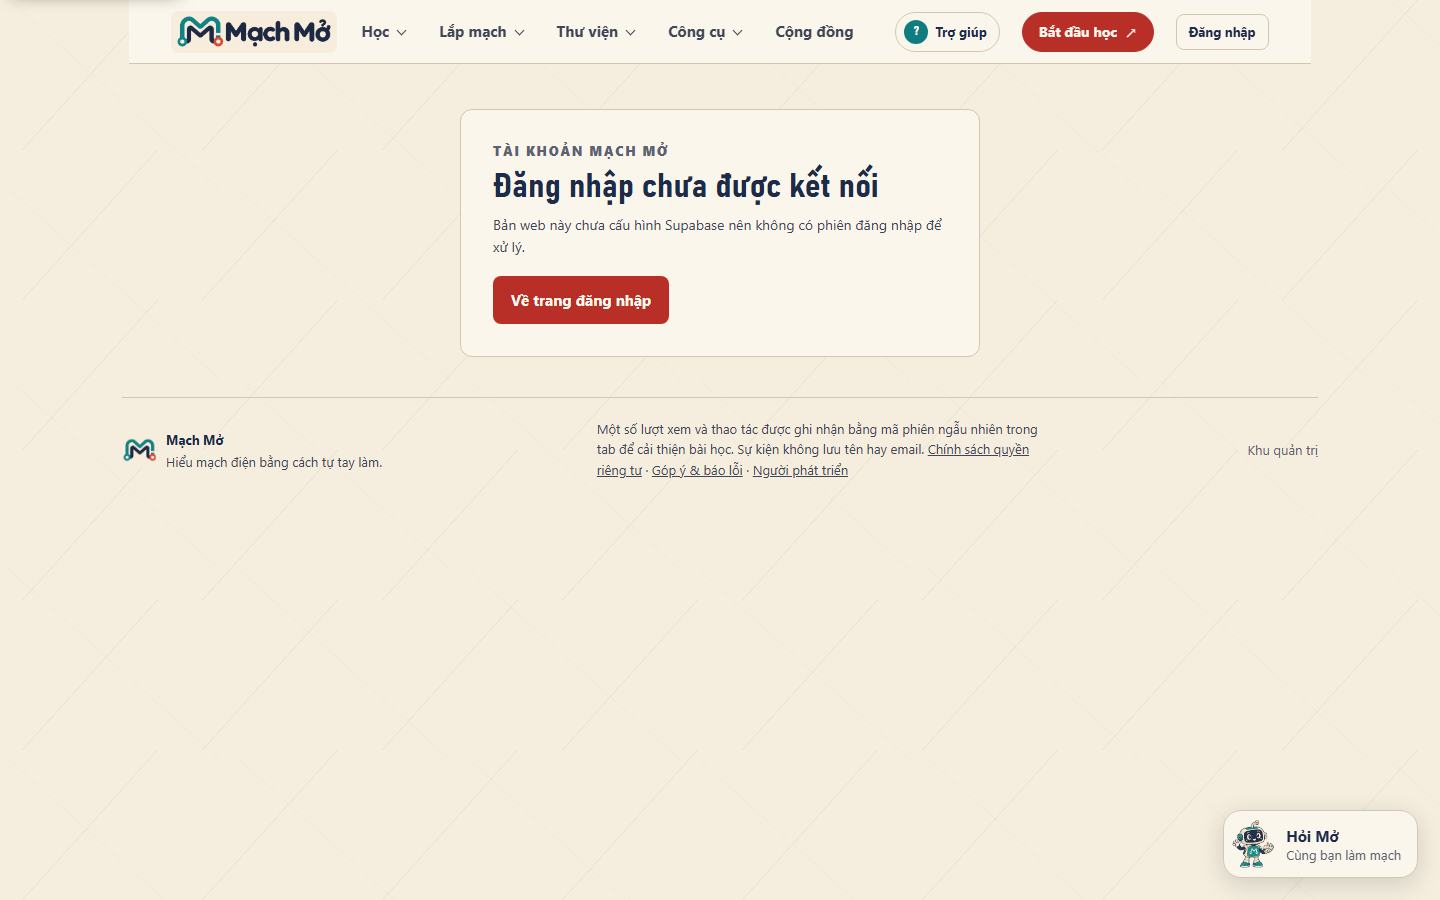 Mạch Mở
Học
Lắp mạch
Thư viện
Công cụ
Cộng đồng
? Trợ giúp
Bắt đầu học ↗
Đăng nhập
TÀI KHOẢN MẠCH MỞ
Đăng nhập chưa được kết nối
Bản web này chưa cấu hình Supabase nên không có phiên đăng nhập để
xử lý.
Về trang đăng nhập
Mạch Mở
Hiểu mạch điện bằng cách tự tay làm.
Một số lượt xem và thao tác được ghi nhận bằng mã phiên ngẫu nhiên trong
tab để cải thiện bài học. Sự kiện không lưu tên hay email. Chính sách quyền
riêng tư · Góp ý & báo lỗi · Người phát triển
Khu quản trị
Hỏi Mở
Cùng bạn làm mạch